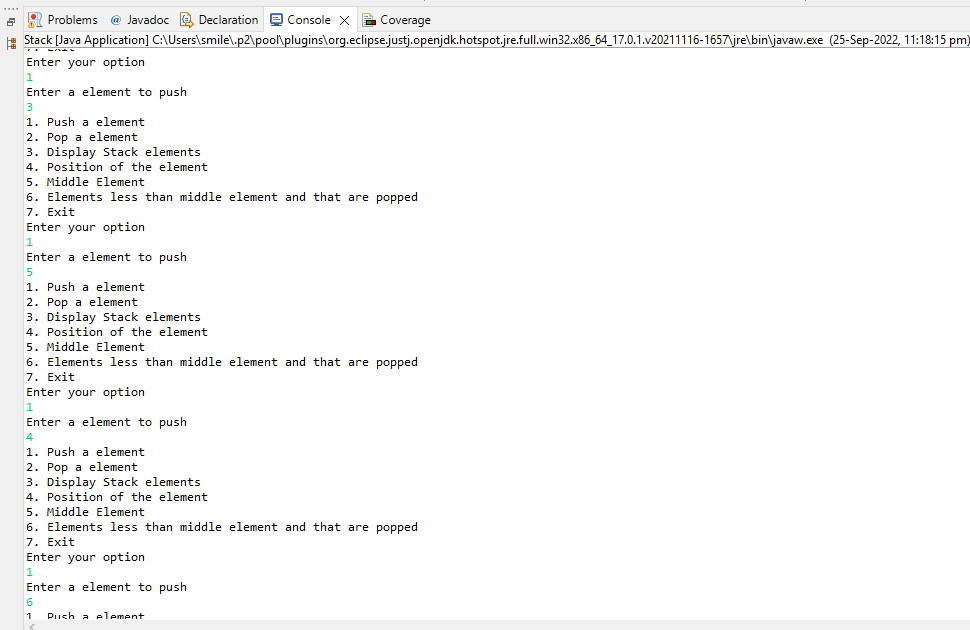 Problems @ Javadoc Declaration Console Coverage
Stack [Java Application] C:\Users\smile\.p2\pool\plugins\org.eclipse.justj.openjdk.hotspot.jre.full.win32.x86_64_17.0.1.v20211116-1657\jre\bin\javaw.exe (25-Sep-2022, 11:18:15 pm)
7. Exit
Enter your option
1
Enter a element to push
3
1. Push a element
2. Pop a element
3. Display Stack elements
4. Position of the element
5. Middle Element
6. Elements less than middle element and that are popped
7. Exit
Enter your option
1
Enter a element to push
5
1. Push a element
2. Pop a element
3. Display Stack elements
4. Position of the element
5. Middle Element
6. Elements less than middle element and that are popped
7. Exit
Enter your option
1
Enter a element to push
4
1. Push a element
2. Pop a element
3. Display Stack elements
4. Position of the element
5. Middle Element
6. Elements less than middle element and that are popped
7. Exit
Enter your option
1
Enter a element to push
6
1. Push a element